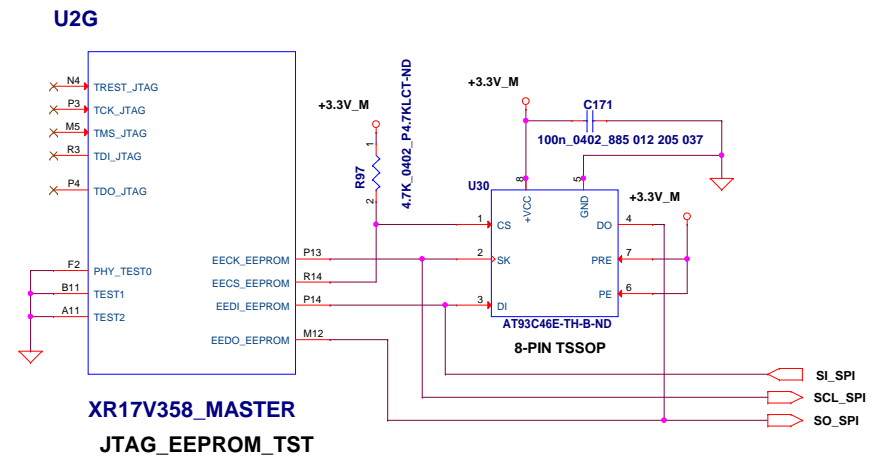 U2G
N4 TREST_JTAG
P3 TCK_JTAG
M5 TMS_JTAG
R3 TDI_JTAG
P4 TDO_JTAG
F2 PHY_TEST0
B11 TEST1
A11 TEST2
EECK_EEPROM P13
EECS_EEPROM R14
EEDI_EEPROM P14
EEDO_EEPROM M12
XR17V358_MASTER
JTAG_EEPROM_TST
+3.3V_M
1
R97
2
4.7K_0402_P4.7KLCT-ND
+3.3V_M
C171
100n_0402_885 012 205 037
U30
8 +VCC
5 GND
+3.3V_M
1 CS
2 SK
3 DI
DO 4
PRE 7
PE 6
AT93C46E-TH-B-ND
8-PIN TSSOP
SI_SPI
SCL_SPI
SO_SPI